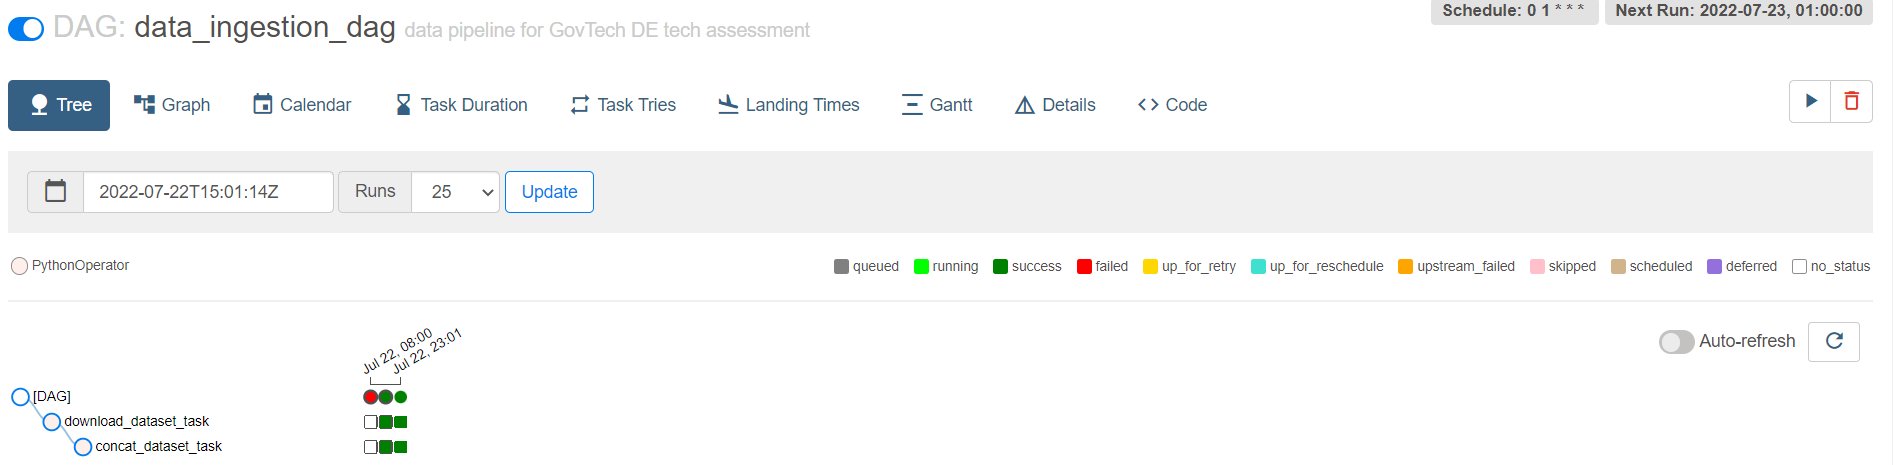 DAG: data_ingestion_dag data pipeline for GovTech DE tech assessment
Schedule: 0 1 * * *
Next Run: 2022-07-23, 01:00:00
Tree
Graph
Calendar
Task Duration
Task Tries
Landing Times
Gantt
Details
<> Code
2022-07-22T15:01:14Z
Runs
25
Update
PythonOperator
queued
running
success
failed
up_for_retry
up_for_reschedule
upstream_failed
skipped
scheduled
deferred
no_status
Jul 22, 08:00
Jul 22, 23:01
Auto-refresh
[DAG]
download_dataset_task
concat_dataset_task